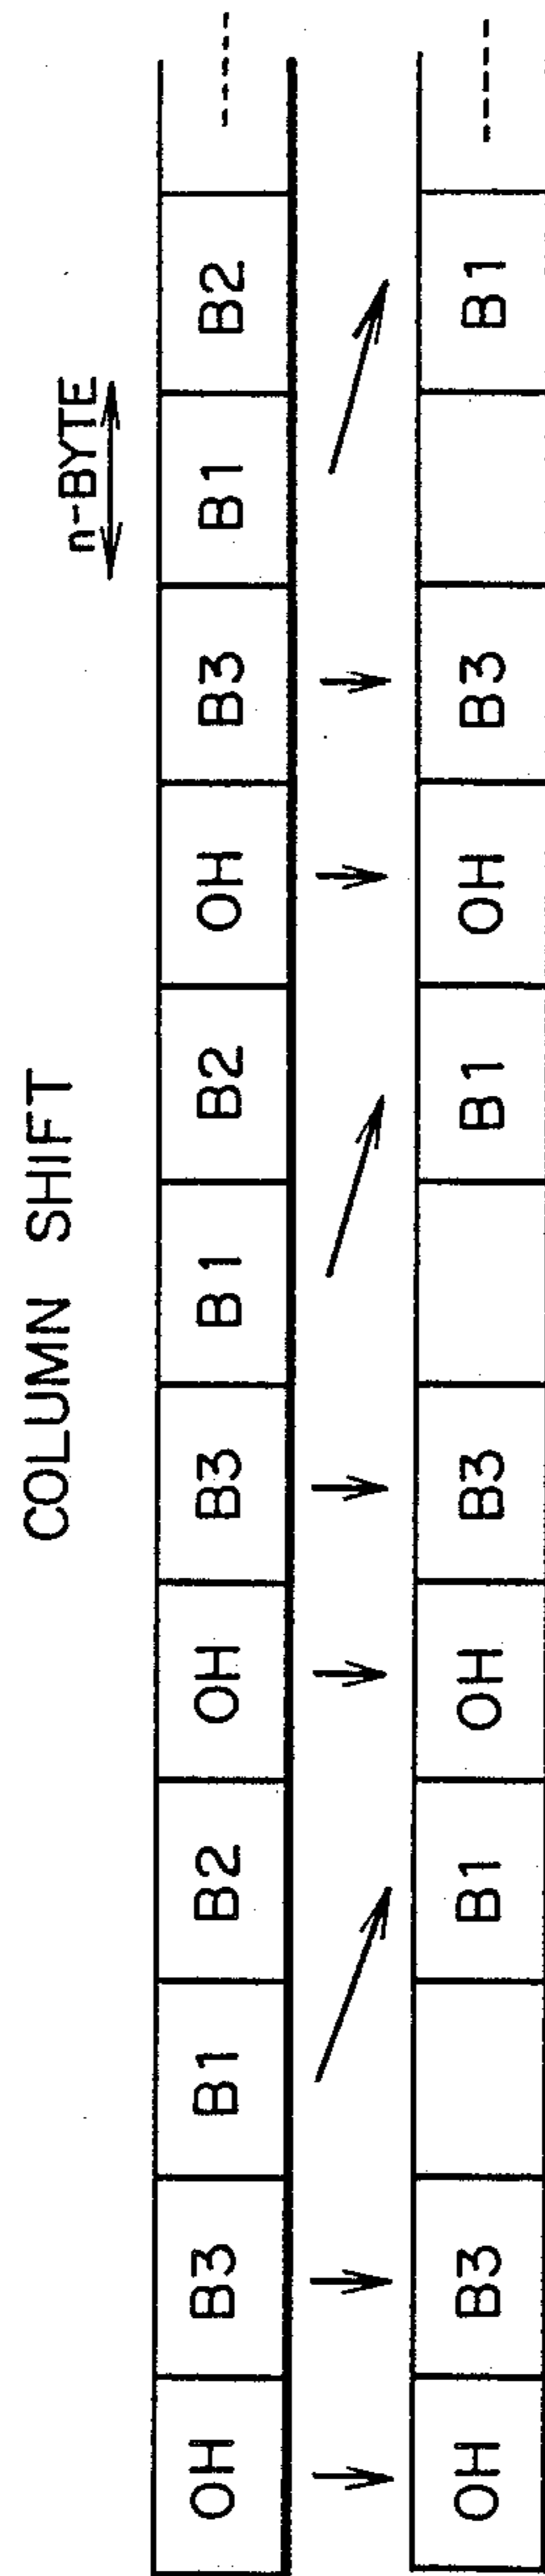 COLUMN SHIFT
n-BYTE
OH B3 B1 B2 OH B3 B1 B2 OH B3 B1 B2 -----
OH B3 B1 OH B3 B1 OH B3 B1 -----